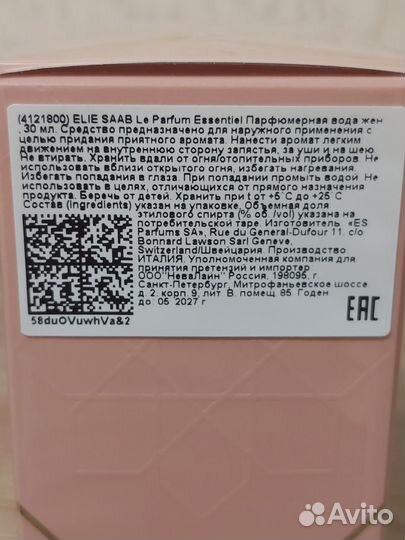 (4121800) ELIE SAAB Le Parfum Essentiel Парфюмерная вода жен
, 30 мл. Средство предназначено для наружного применения с
целью придания приятного аромата. Нанести аромат легким
движением на внутреннюю сторону запястья, за уши и на шею
Не втирать. Хранить вдали от огня/отопительных приборов. Не
использовать вблизи открытого огня, избегать нагревания.
Избегать попадания в глаза. При попадании промыть водой. Не
использовать в целях, отличающихся от прямого назначения
продукта. Беречь от детей. Хранить при t от +5˚C до +25 С
Состав (Ingredients) указан на упаковке. Объемная доля
этилового спирта (% об. /vol) указана на
потребительской таре. Изготовитель «ES
Parfums SA», Rue du General-Dufour 11, c/o
Bonnard Lawson Sarl Geneve,
Switzerland/Швейцария. Производство
ИТАЛИЯ. Уполномоченная компания для
принятия претензий и импортер
ООО "НеваЛайн" Россия, 198095, г
Санкт-Петербург, Митрофаньевское шоссе
д. 2, корп. 9, лит. В. помещ. 85. Годен
до 05 2027 г
EAC
58duOVuwhVa&2
Avito